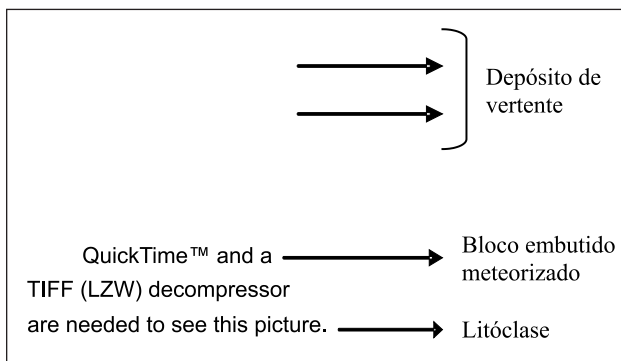 Depósito de
vertente
QuickTime™ and a
TIFF (LZW) decompressor
are needed to see this picture.
Bloco embutido
meteorizado
Litóclase